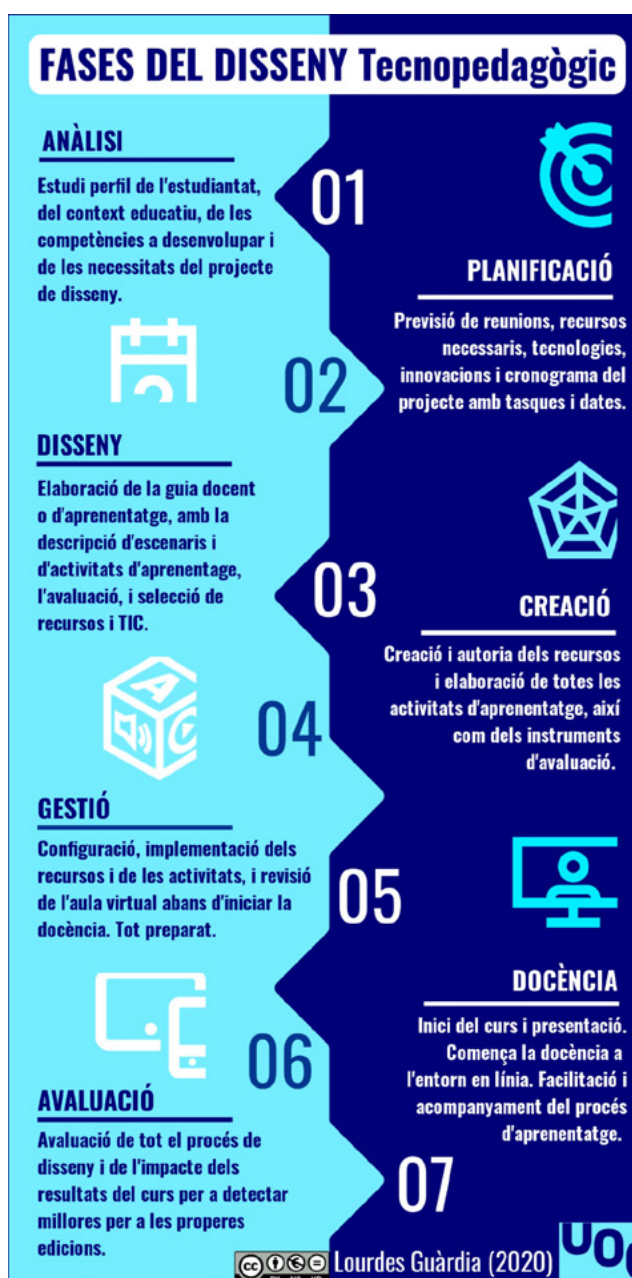 FASES DEL DISSENY Tecnopedagògic
ANÀLISI
Estudi perfil de l'estudiantat,
del context educatiu, de les
competències a desenvolupar i
de les necessitats del projecte
de disseny.
01
PLANIFICACIÓ
Previsió de reunions, recursos
necessaris, tecnologies,
innovacions i cronograma del
projecte amb tasques i dates.
02
DISSENY
Elaboració de la guia docent
o d'aprenentatge, amb la
descripció d'escenaris i
d'activitats d'aprenentage,
l'avaluació, i selecció de
recursos i TIC.
03
CREACIÓ
Creació i autoria dels recursos
i elaboració de totes les
activitats d'aprenentatge, així
com dels instruments
d'avaluació.
04
GESTIÓ
Configuració, implementació dels
recursos i de les activitats, i revisió
de l'aula virtual abans d'iniciar la
docència. Tot preparat.
05
DOCÈNCIA
Inici del curs i presentació.
Comença la docència a
l'entorn en línia. Facilitació i
acompanyament del procés
d'aprenentatge.
06
AVALUACIÓ
Avaluació de tot el procés de
disseny i de l'impacte dels
resultats del curs per a detectar
millores per a les properes
edicions.
07
cc
Lourdes Guàrdia (2020)
UOC